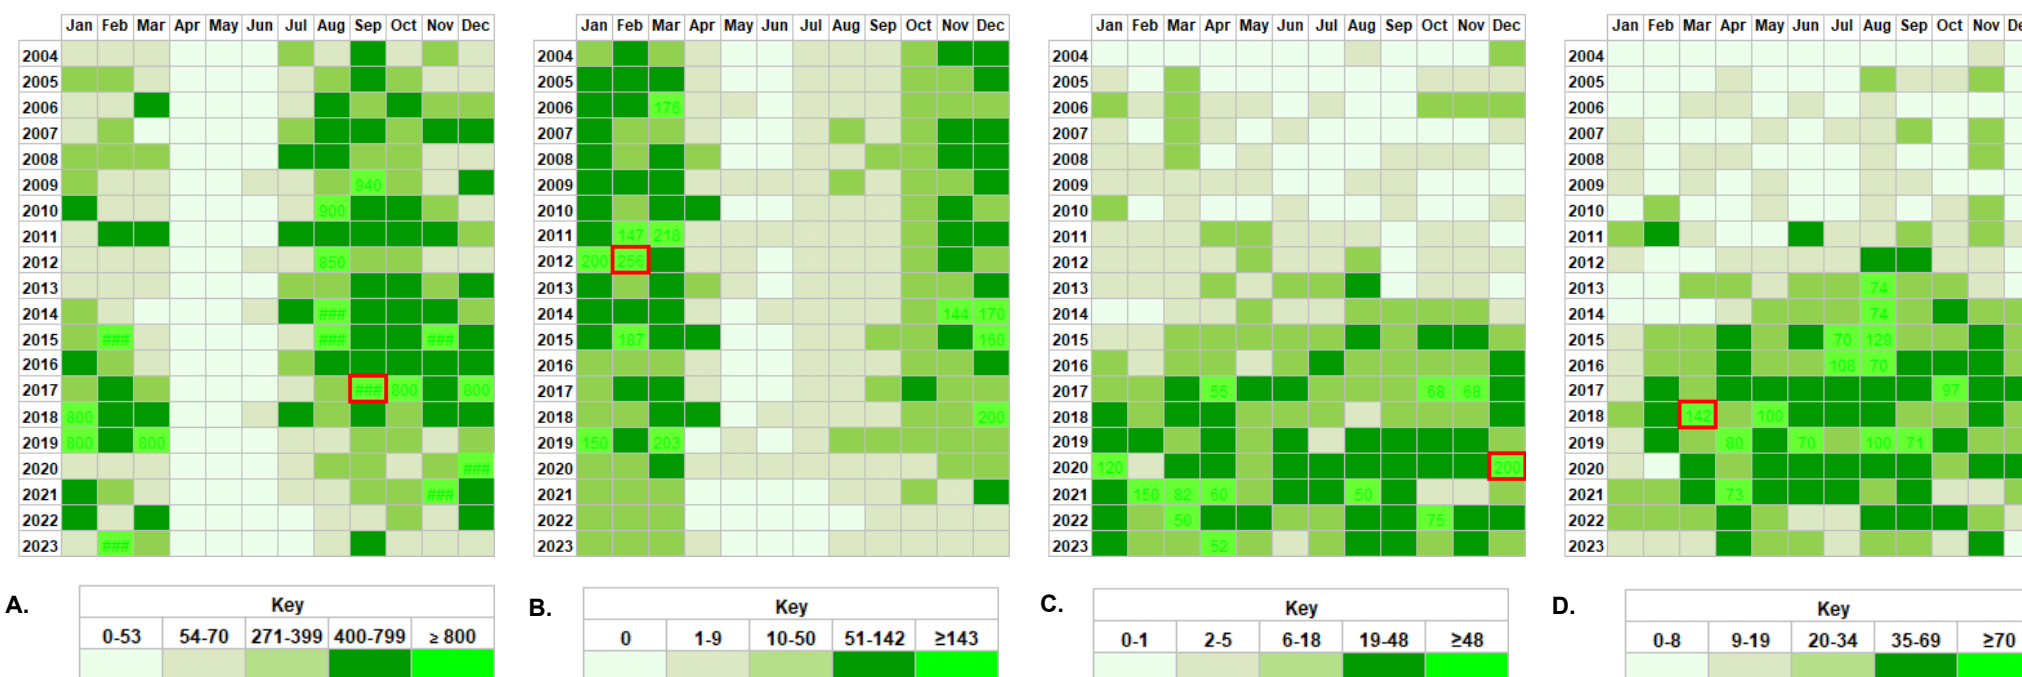 Jan Feb Mar Apr May Jun Jul Aug Sep Oct Nov Dec Jan Feb Mar Apr May Jun Jul Aug Sep Oct Nov Dec Jan Feb Mar Apr May Jun Jul Aug Sep Oct Nov Dec Jan Feb Mar Apr May Jun Jul Aug Sep Oct Nov
2004 2004 2004 2004
2005 2005 2005 2005
2006 2006 176 2006 2006
2007 2007 2007 2007
2008 2008 2008 2008
2009 940 2009 2009 2009
2010 900 2010 2010 2010
2011 2011 147 218 2011 2011
2012 850 2012 200 256 2012 2012
2013 2013 2013 2013 74
2014 ### 2014 144 170 2014 2014 74
2015 ### ### ### 2015 187 160 2015 2015 70 129
2016 2016 2016 2016 108 70
2017 ### 800 800 2017 2017 55 68 68 2017 97
2018 800 2018 200 2018 2018 142 100
2019 800 800 2019 150 203 2019 2019 80 70 100 71
2020 ### 2020 2020 120 200 2020
2021 ### 2021 2021 150 82 60 50 2021 73
2022 2022 2022 50 75 2022
2023 ### 2023 2023 52 2023
A. Key B. Key C. Key D. Key
0-53 54-70 271-399 400-799 ≥ 800 0 1-9 10-50 51-142 ≥143 0-1 2-5 6-18 19-48 ≥48 0-8 9-19 20-34 35-69 ≥70